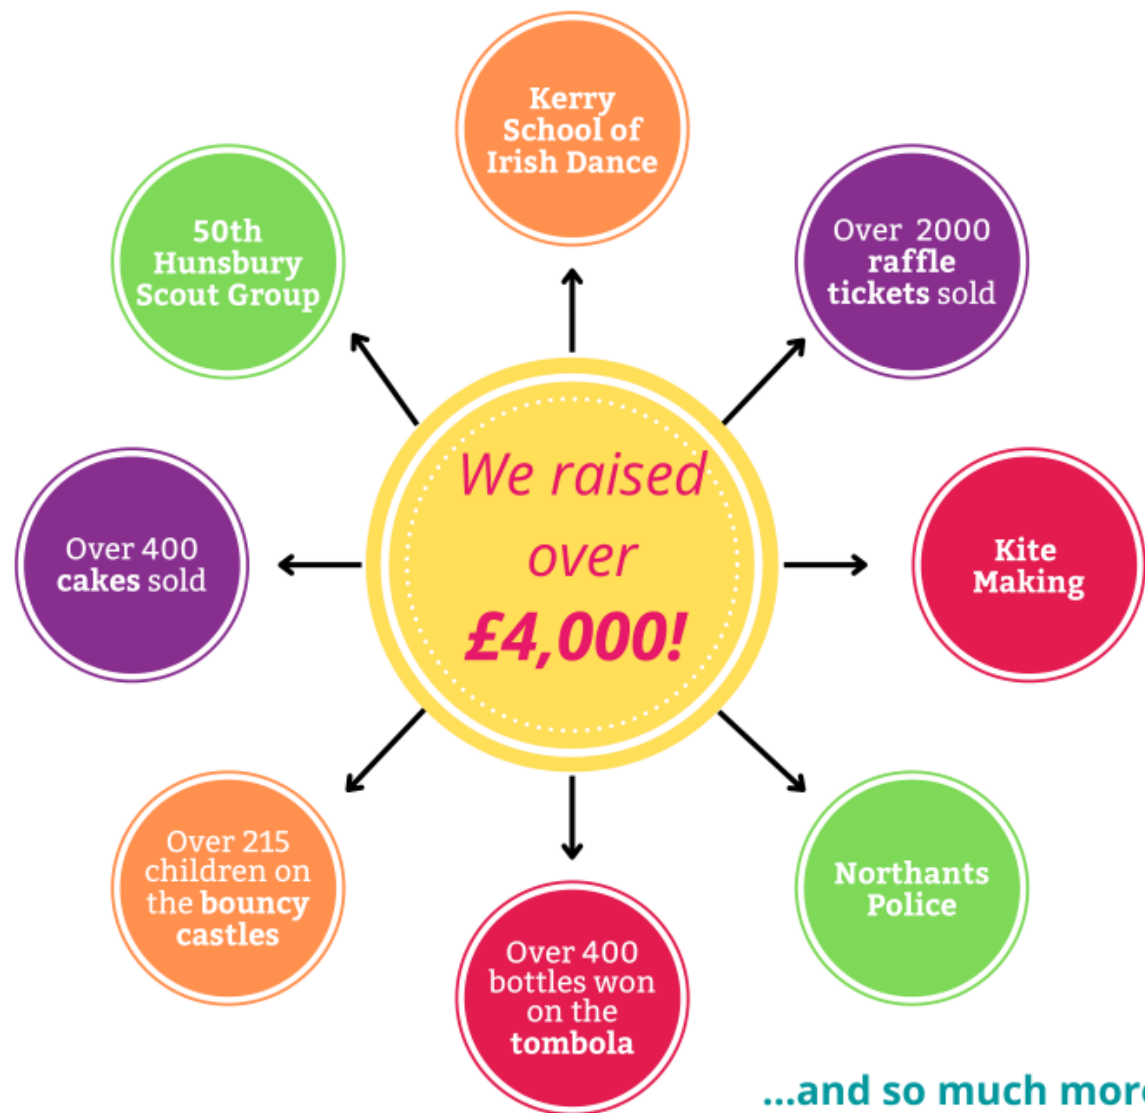 Kerry
School of
Irish Dance
Over 2000
raffle
tickets sold
Kite
Making
Northants
Police
Over 400
bottles won
on the
tombola
Over 215
children on
the bouncy
castles
Over 400
cakes sold
50th
Hunsbury
Scout Group
We raised
over
£4,000!
...and so much more